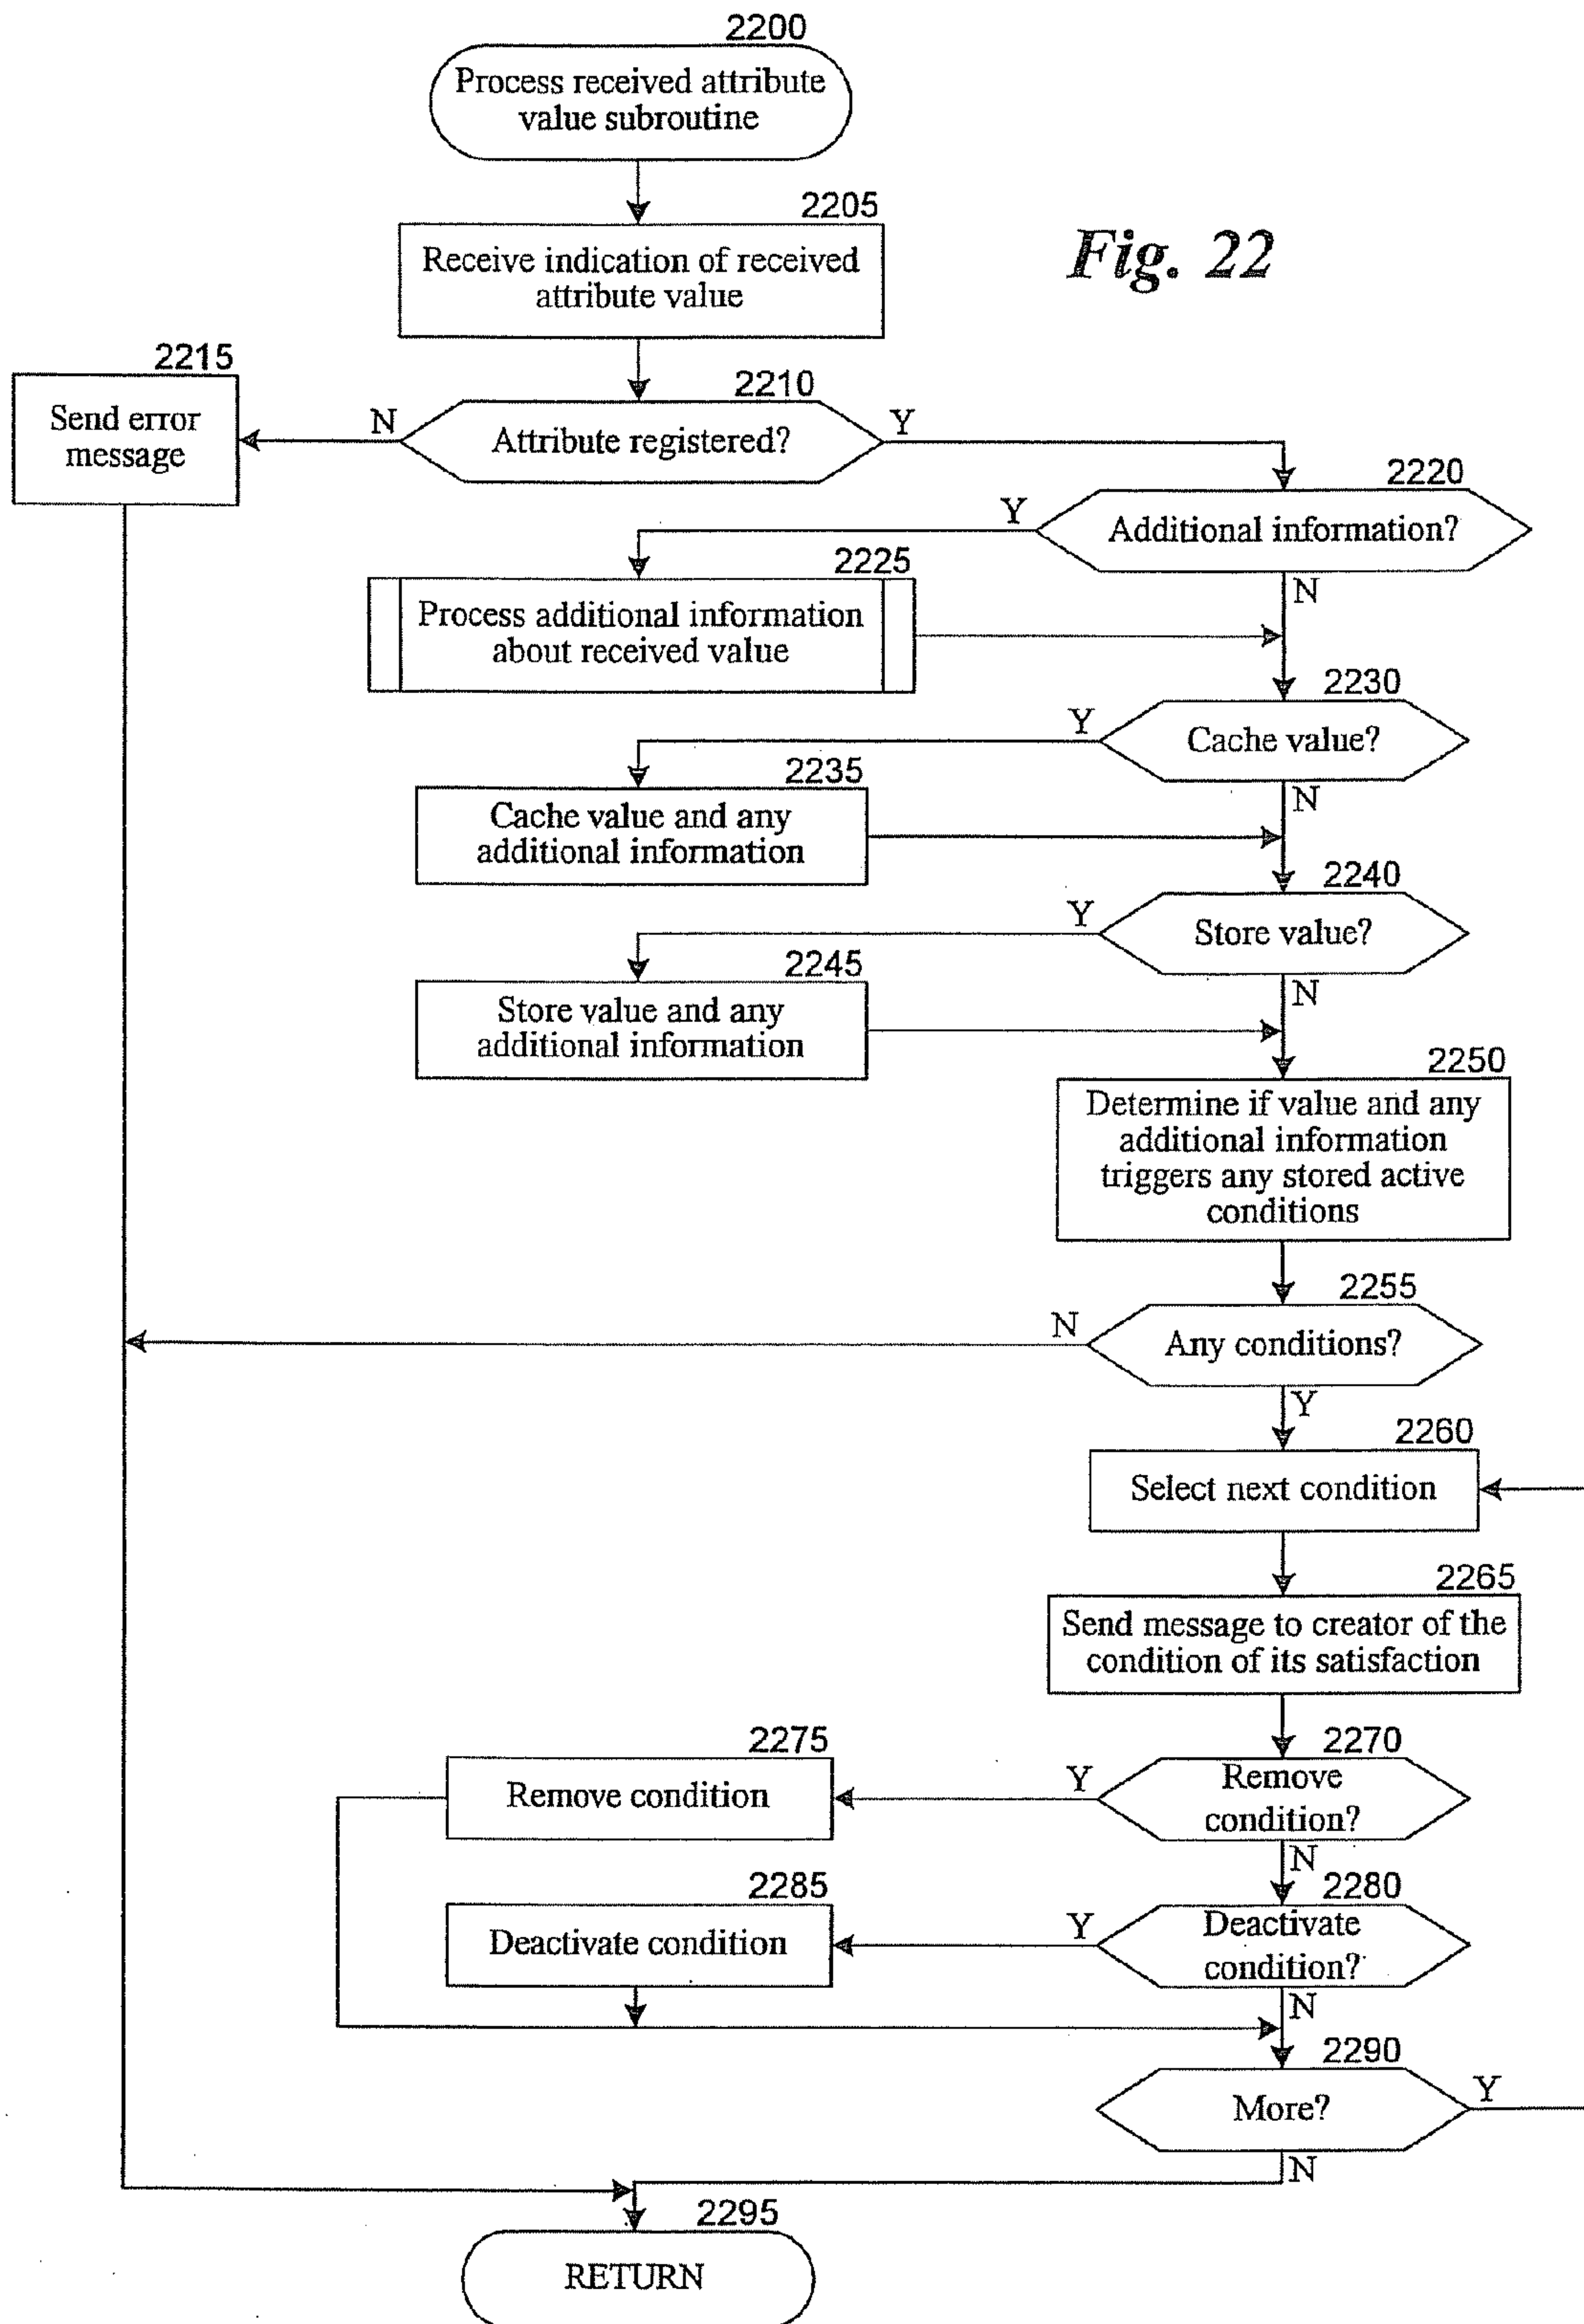 2200
Process received attribute
value subroutine
2205
Receive indication of received
attribute value
Fig. 22
2215
Send error
message
2210
N
Attribute registered?
Y
2220
Y
Additional information?
N
2225
Process additional information
about received value
2230
Y
Cache value?
N
2235
Cache value and any
additional information
2240
Y
Store value?
N
2245
Store value and any
additional information
2250
Determine if value and any
additional information
triggers any stored active
conditions
2255
N
Any conditions?
Y
2260
Select next condition
2265
Send message to creator of the
condition of its satisfaction
2270
Y
Remove
condition?
N
2275
Remove condition
2280
Y
Deactivate
condition?
N
2285
Deactivate condition
2290
More?
Y
N
2295
RETURN